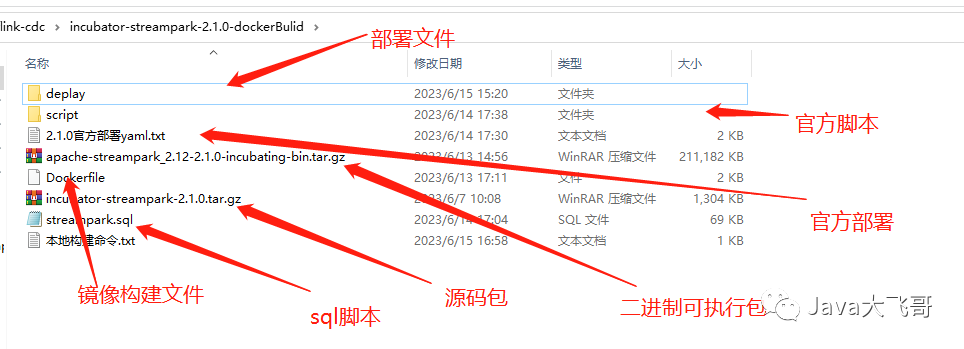 link-cdc > incubator-streampark-2.1.0-dockerBulid >
部署文件
名称 修改日期 类型 大小
deplay 2023/6/15 15:20 文件夹
script 2023/6/14 17:38 文件夹
官方脚本
2.1.0官方部署yaml.txt 2023/6/14 17:30 文本文档 2 KB
apache-streampark_2.12-2.1.0-incubating-bin.tar.gz 2023/6/13 14:56 WinRAR 压缩文件 211,182 KB
Dockerfile 2023/6/13 17:11 文件 2 KB
incubator-streampark-2.1.0.tar.gz 2023/6/7 10:08 WinRAR 压缩文件 1,304 KB
streampark.sql 2023/6/14 17:04 SQL 文件 69 KB
官方部署
本地构建命令.txt 2023/6/15 16:58 文本文档 1 KB
镜像构建文件
源码包
sql脚本
二进制可执行包
Java大飞哥